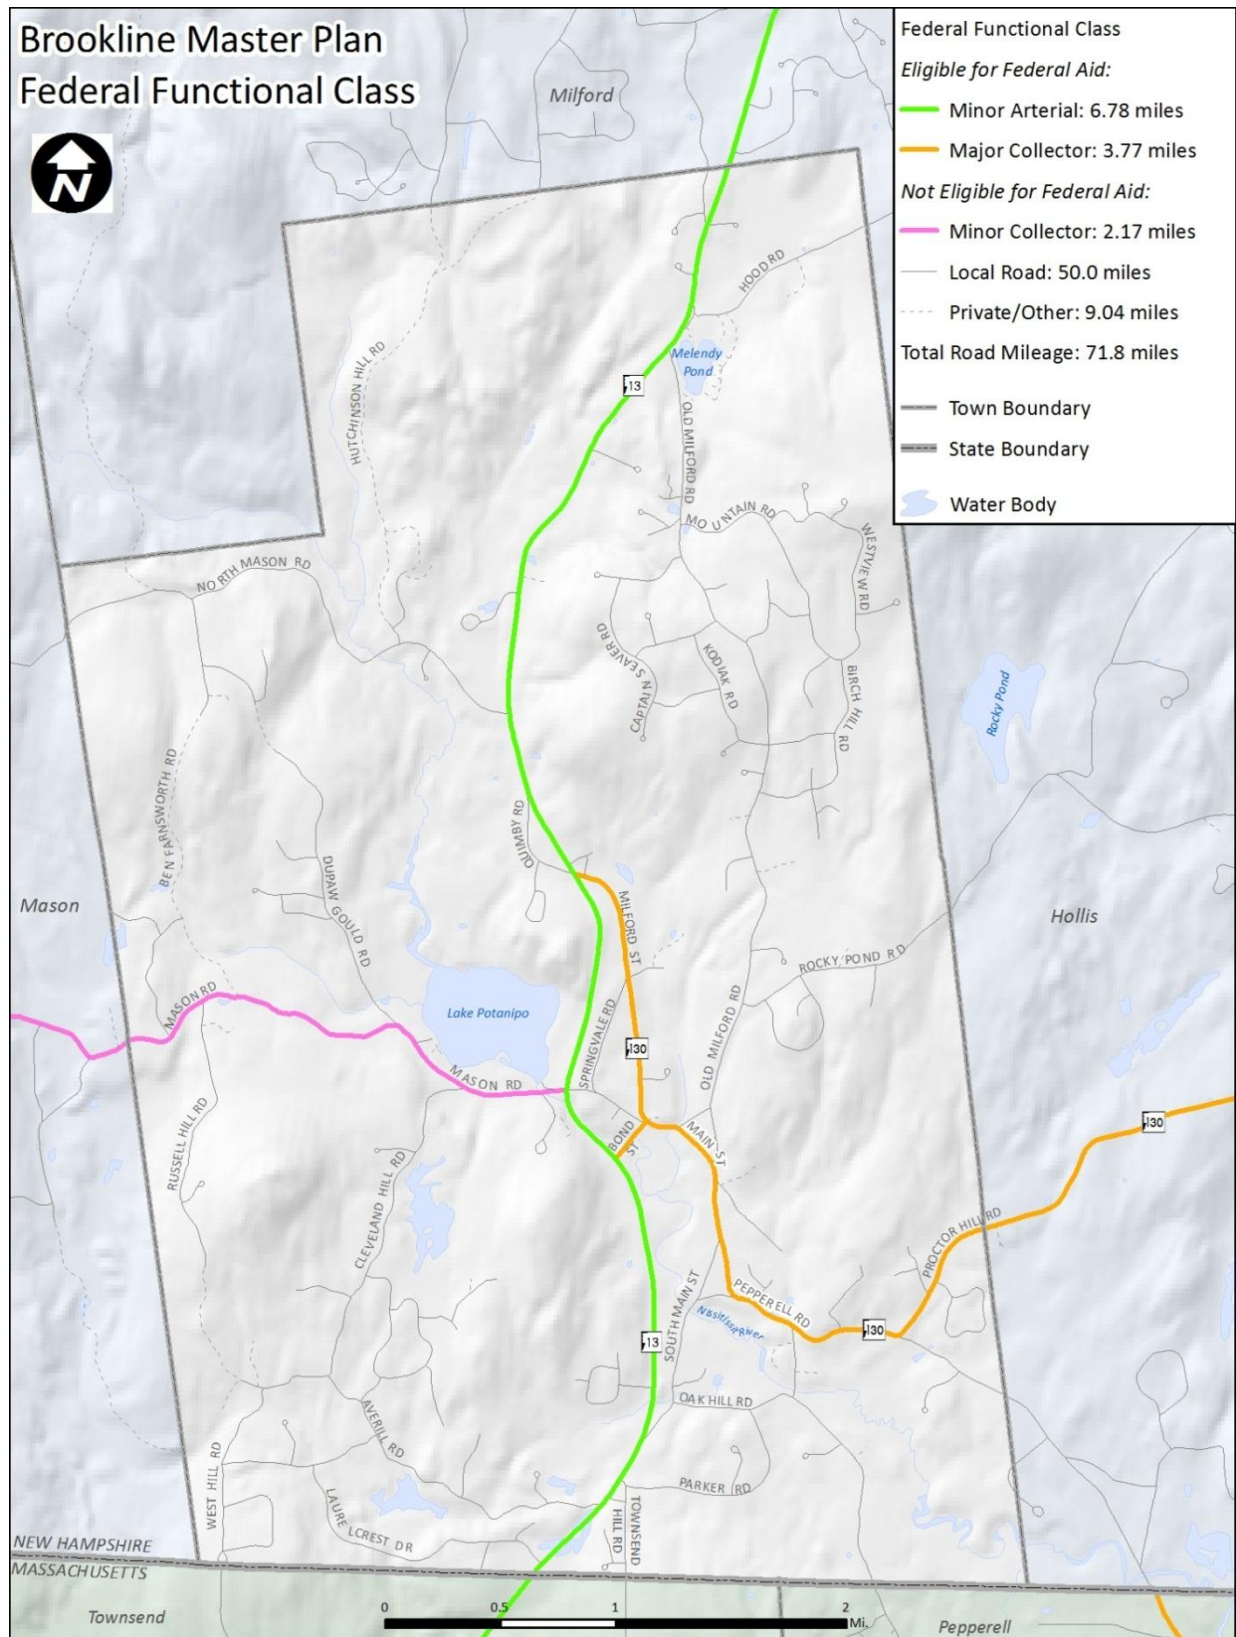 Brookline Master Plan
Federal Functional Class
N
Federal Functional Class
Eligible for Federal Aid:
Minor Arterial: 6.78 miles
Major Collector: 3.77 miles
Not Eligible for Federal Aid:
Minor Collector: 2.17 miles
Local Road: 50.0 miles
Private/Other: 9.04 miles
Total Road Mileage: 71.8 miles
Town Boundary
State Boundary
Water Body
Milford
HOOD RD
Melendy
Pond
13
HUTCHINSON HILL RD
OLD MILFORD RD
MOUNTAIN RD
WESTVIEW RD
NORTH MASON RD
CAPTAIN SEAVER RD
KODIAK RD
BIRCH HILL RD
Rocky Pond
BEN FARNSWORTH RD
QUIMBY RD
DUPAW GOULD RD
MILFORD ST
Mason
Hollis
ROCKY POND RD
MASON RD
Lake Potanipo
SPRINGVALE RD
OLD MILFORD RD
130
MASON RD
BOND
ST
MAIN ST
130
RUSSELL HILL RD
CLEVELAND HILL RD
PROCTOR HILL RD
SOUTH MAIN ST
PEPPERELL RD
130
13
OAK HILL RD
AVERILL RD
WEST HILL RD
PARKER RD
LAURELCREST DR
TOWNSEND
HILL RD
NEW HAMPSHIRE
MASSACHUSETTS
Townsend
0 0.5 1 2
Mi.
Pepperell